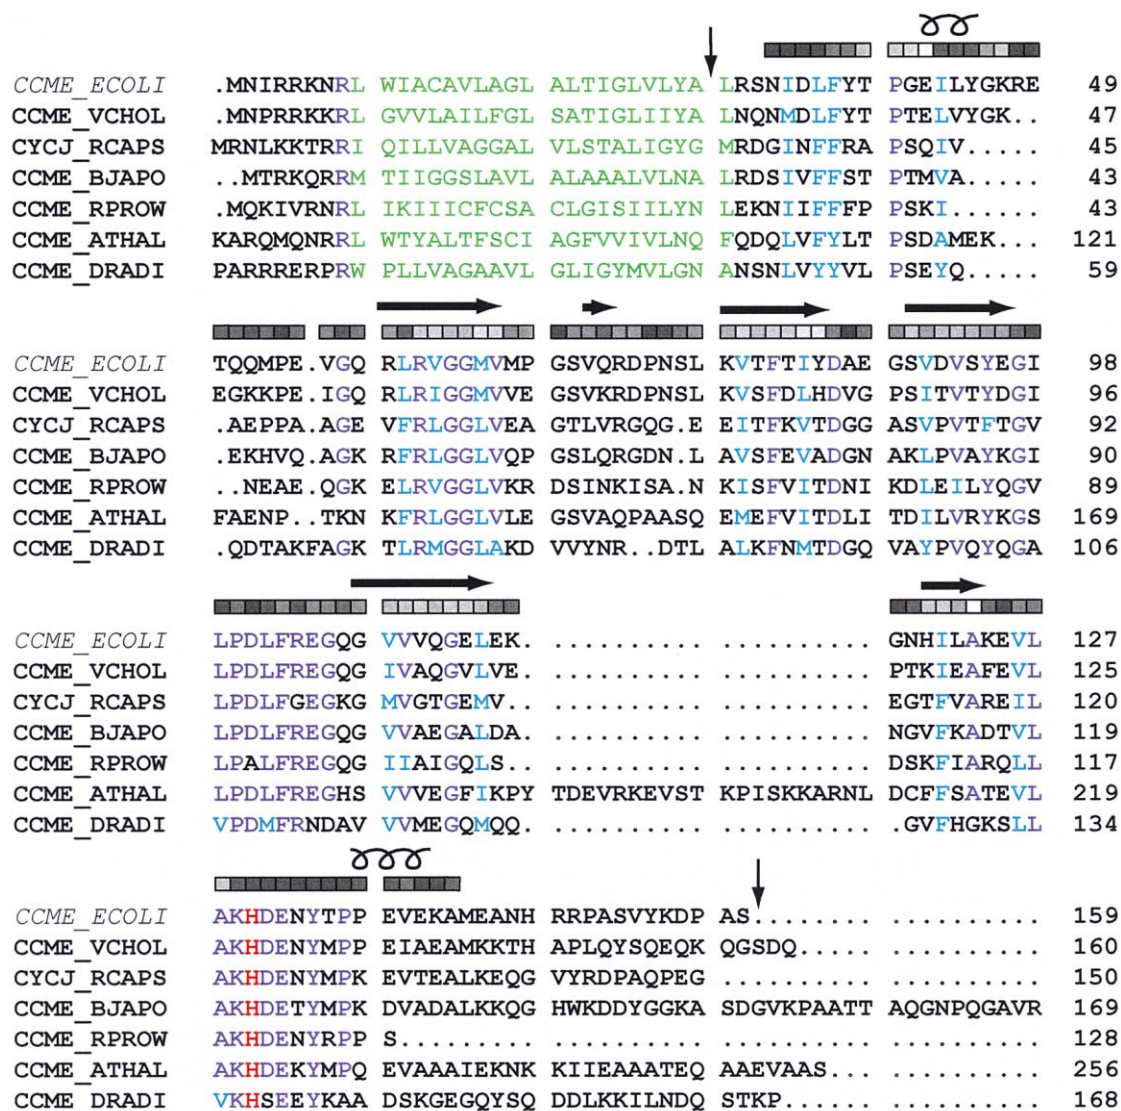 CCME_ECOLI .MNIRRKNRL WIACAVLAGL ALTIGLVLYA LRSNIDLFYT PGEILYGKRE 49
CCME_VCHOL .MNPRRKKRL GVVLAILFGL SATIGLIIYA LNQNMDLFYT PTELVYGK.. 47
CYCJ_RCAPS MRNLKKTRRI QILLVAGGAL VLSTALIGYG MRDGINFFRA PSQIV..... 45
CCME_BJAPO ..MTRKQRRM TIIGGSLAVL ALAAALVLNA LRDSIVFFST PTMVA..... 43
CCME_RPROW ..MQKIVRNRL IKIIICFCSA CLGISIILYN LEKNIIFFFP PSKI...... 43
CCME_ATHAL KARQMQNRRL WTYALTFSCI AGFVVIVLNQ FQDQLVFYLT PSDAMEK... 121
CCME_DRADI PARRRERPRW PLLVAGAAVL GLIGYMVLGN ANSNLVYYVL PSEYQ..... 59
CCME_ECOLI TQQMPE.VGQ RLRVGGMVMP GSVQRDPNSL KVTFTIYDAE GSVDVSYEGI 98
CCME_VCHOL EGKKPE.IGQ RLRIGGMVVE GSVKRDPNSL KVSFDLHDVG PSITVTYDGI 96
CYCJ_RCAPS .AEPPA.AGE VFRLGGLVEA GTLVRGQG.E EITFKVTDGG ASVPVTFTGV 92
CCME_BJAPO .EKHVQ.AGK RFRLGGLVQP GSLQRGDN.L AVSFEVADGN AKLPVAYKGI 90
CCME_RPROW ..NEAE.QGK ELRVGGLVKR DSINKISA.N KISFVITDNI KDLEILYQGV 89
CCME_ATHAL FAENP..TKN KFRLGGLVLE GSVAQPAASQ EMEFVITDLI TDILVRYKGS 169
CCME_DRADI .QDTAKFAGK TLRMGGLAKD VVYNR..DTL ALKFNMTDGQ VAYPVQYQGA 106
CCME_ECOLI LPDLFREGQG VVVQGELEK. .......... .......... GNHILAKEVL 127
CCME_VCHOL LPDLFREGQG IVAQGVLVE. .......... .......... PTKIEAFEVL 125
CYCJ_RCAPS LPDLFGEGKG MVGTGEMV.. .......... .......... EGTFVAREIL 120
CCME_BJAPO LPDLFREGQG VVAEGALDA. .......... .......... NGVFKADTVL 119
CCME_RPROW LPALFREGQG IIAIGQLS.. .......... .......... DSKFIARQLL 117
CCME_ATHAL LPDLFREGHS VVVEGFIKPY TDEVRKEVST KPISKKARNL DCFFSATEVL 219
CCME_DRADI VPDMFRNDAV VVMEGQMQQ. .......... .......... .GVFHGKSLL 134
CCME_ECOLI AKHDENYTPP EVEKAMEANH RRPASVYKDP AS........ .......... 159
CCME_VCHOL AKHDENYMPP EIAEAMKKTH APLQYSQEQK QGSDQ..... .......... 160
CYCJ_RCAPS AKHDENYMPK EVTEALKEQG VYRDPAQPEG .......... .......... 150
CCME_BJAPO AKHDETYMPK DVADALKKQG HWKDDYGGKA SDGVKPAATT AQGNPQGAVR 169
CCME_RPROW AKHDENYRPP S......... .......... .......... .......... 128
CCME_ATHAL AKHDEKYMPQ EVAAAIEKNK KIIEAAATEQ AAEVAAS... .......... 256
CCME_DRADI VKHSEEYKAA DSKGEGQYSQ DDLKKILNDQ STKP...... .......... 168